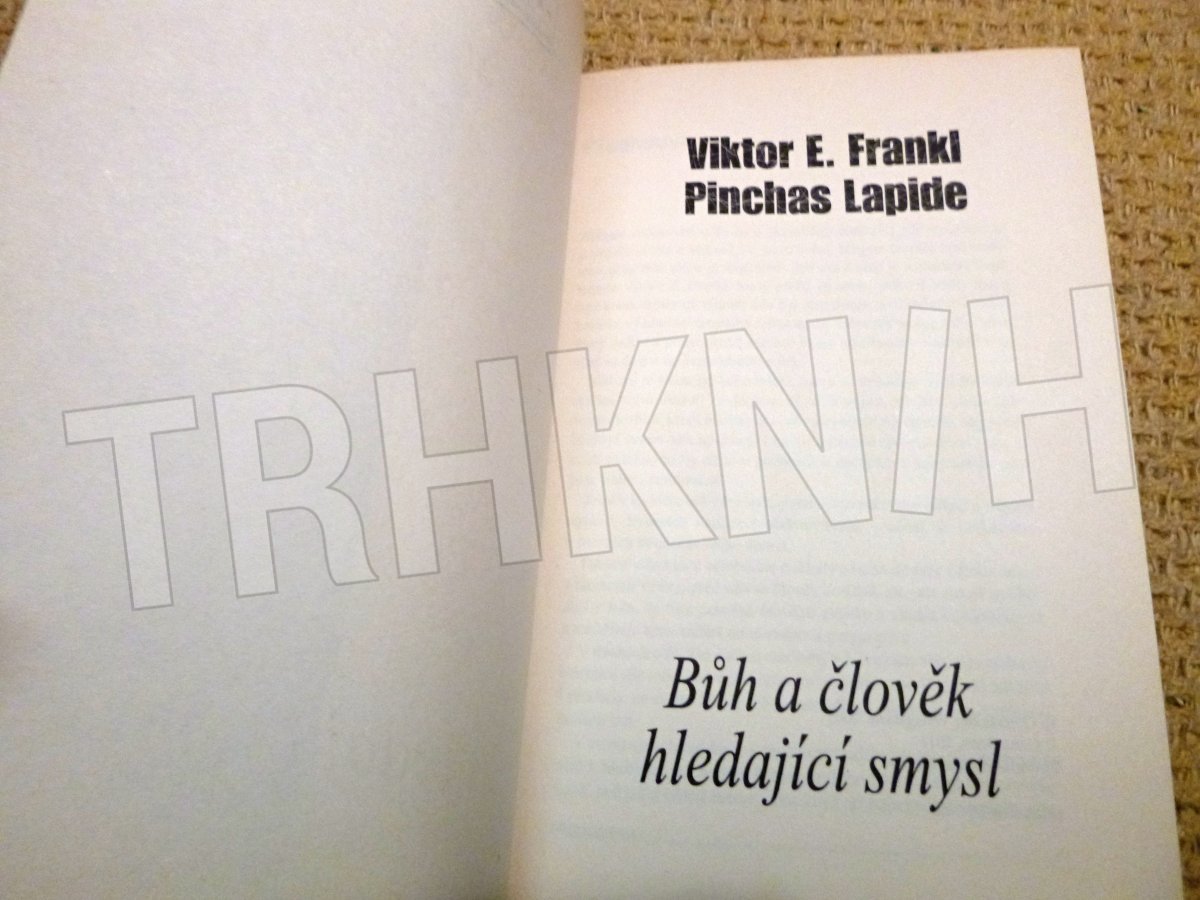 Viktor E. Frankl
Pinchas Lapide
TRHKNIH
Bůh a člověk
hledající smysl